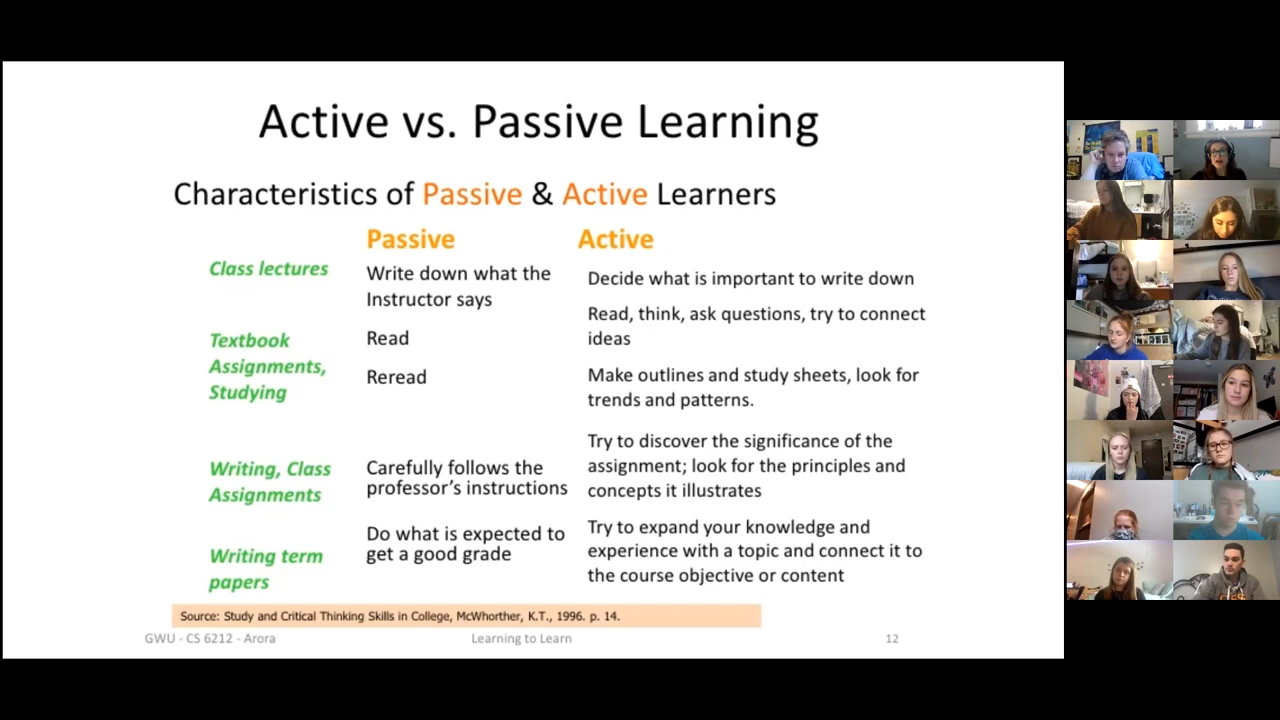 Active vs. Passive Learning
Characteristics of Passive & Active Learners
Passive
Active
Class lectures
Write down what the
Instructor says
Decide what is important to write down
Textbook
Assignments,
Studying
Read
Reread
Read, think, ask questions, try to connect
ideas
Make outlines and study sheets, look for
trends and patterns.
Writing, Class
Assignments
Carefully follows the
professor's instructions
Try to discover the significance of the
assignment; look for the principles and
concepts it illustrates
Writing term
papers
Do what is expected to
get a good grade
Try to expand your knowledge and
experience with a topic and connect it to
the course objective or content
Source: Study and Critical Thinking Skills in College, McWhorther, K.T., 1996. p. 14.
GWU - CS 6212 - Arora
Learning to Learn
12